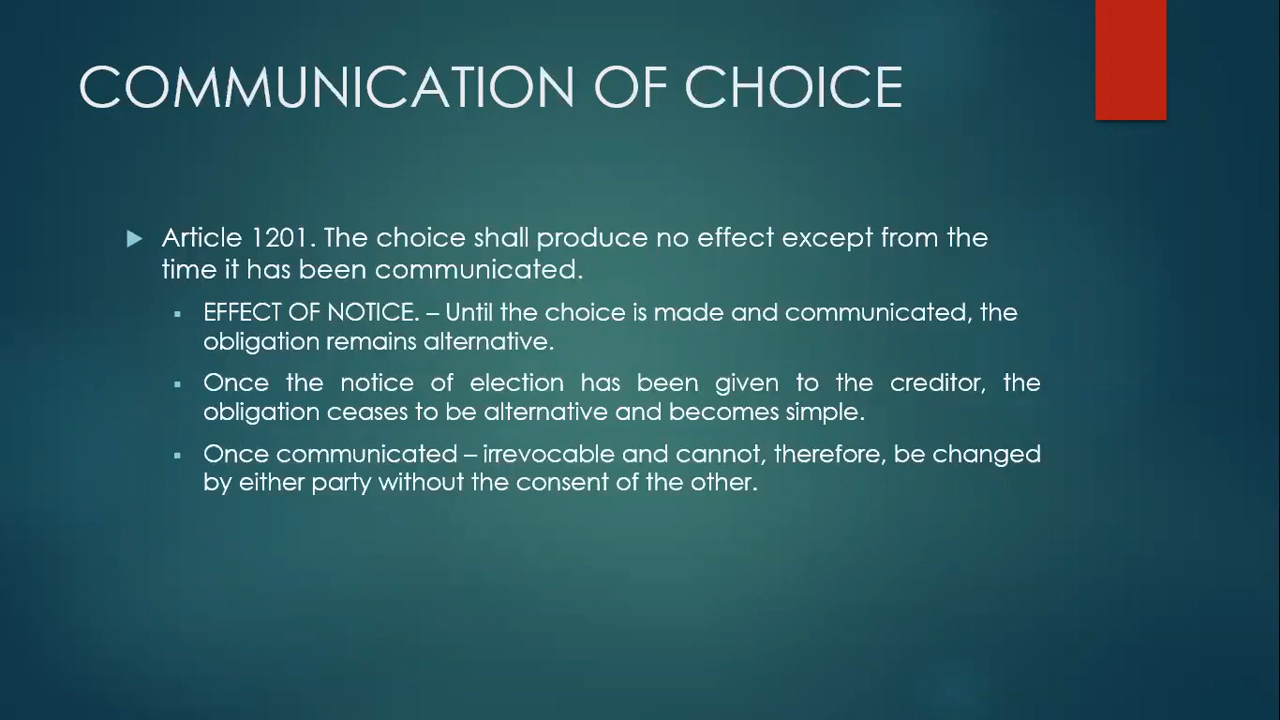 COMMUNICATION OF CHOICE
Article 1201. The choice shall produce no effect except from the
time it has been communicated.
EFFECT OF NOTICE. – Until the choice is made and communicated, the
obligation remains alternative.
Once the notice of election has been given to the creditor, the
obligation ceases to be alternative and becomes simple.
Once communicated – irrevocable and cannot, therefore, be changed
by either party without the consent of the other.